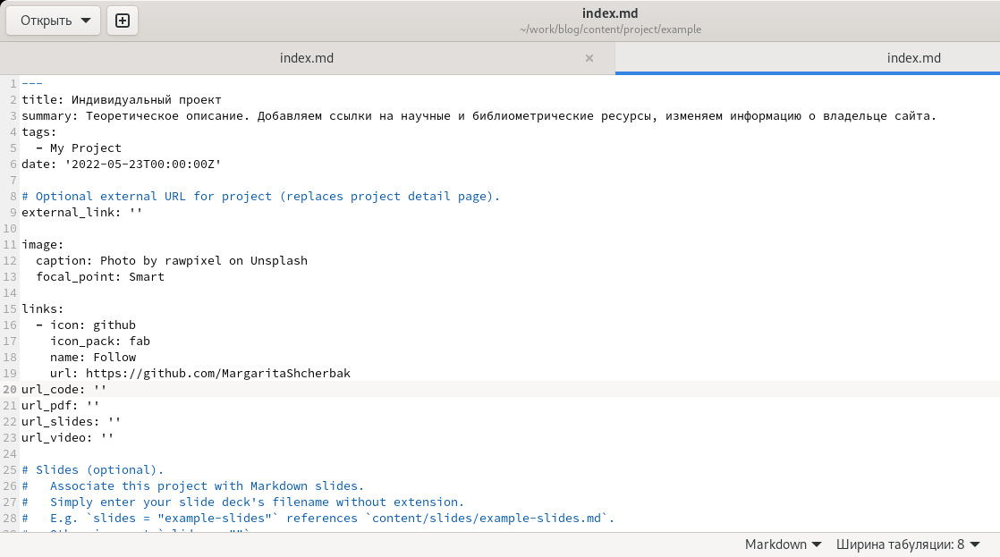 Открыть
index.md
~/work/blog/content/project/example
index.md ×
index.md
1 ---
2 title: Индивидуальный проект
3 summary: Теоретическое описание. Добавляем ссылки на научные и библиометрические ресурсы, изменяем информацию о владельце сайта.
4 tags:
5   - My Project
6 date: '2022-05-23T00:00:00Z'
7
8 # Optional external URL for project (replaces project detail page).
9 external_link: ''
10
11 image:
12   caption: Photo by rawpixel on Unsplash
13   focal_point: Smart
14
15 links:
16   - icon: github
17     icon_pack: fab
18     name: Follow
19     url: https://github.com/MargaritaShcherbak
20 url_code: ''
21 url_pdf: ''
22 url_slides: ''
23 url_video: ''
24
25 # Slides (optional).
26 #   Associate this project with Markdown slides.
27 #   Simply enter your slide deck's filename without extension.
28 #   E.g. `slides = "example-slides"` references `content/slides/example-slides.md`.
Markdown
Ширина табуляции: 8